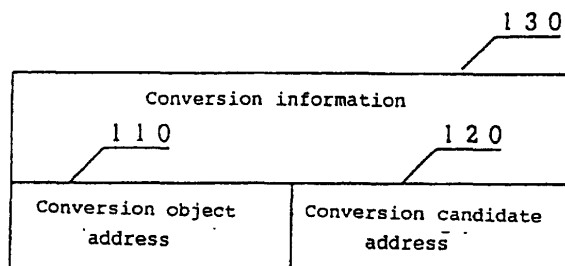 130
Conversion information
110
120
Conversion object
address
Conversion candidate
address